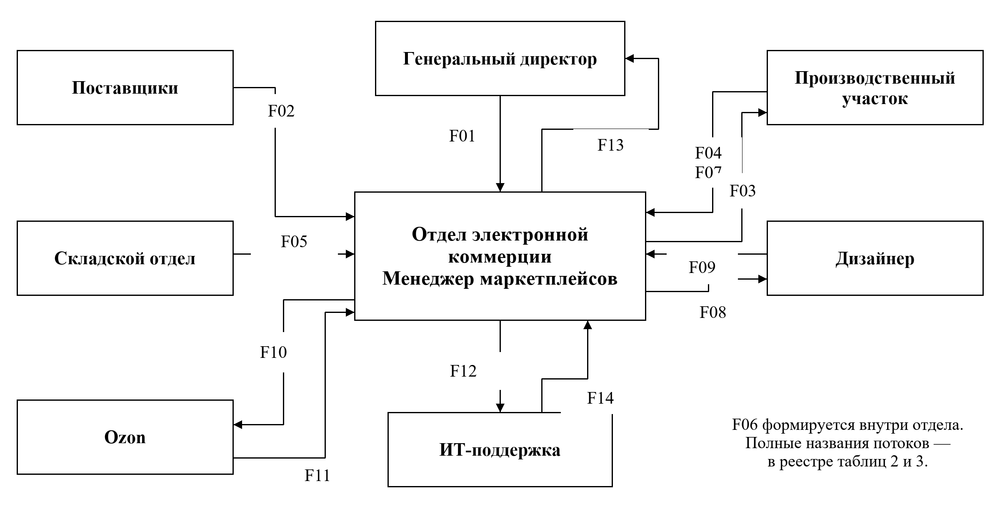 Генеральный директор
Поставщики
Производственный
участок
F02
F01
F13
F04
F07
F03
Отдел электронной
коммерции
Менеджер маркетплейсов
F05
Складской отдел
Дизайнер
F09
F08
F10
F12
F14
Ozon
ИТ-поддержка
F11
F06 формируется внутри отдела.
Полные названия потоков —
в реестре таблиц 2 и 3.